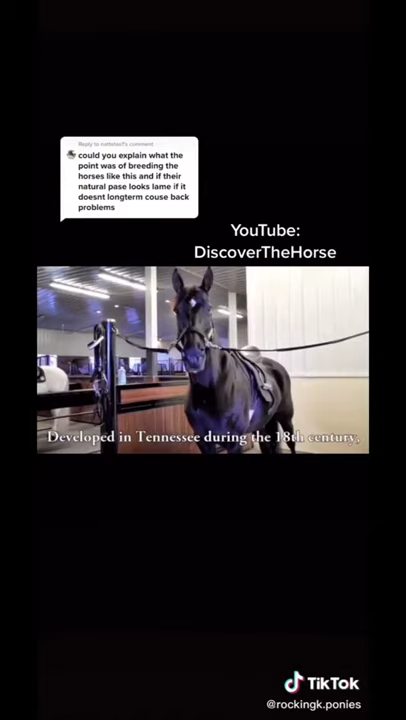 could you explain what the
point was of breeding the
horses like this and if their
natural pase looks lame if it
doesnt longterm couse back
problems
YouTube:
DiscoverTheHorse
Developed in Tennessee during the 18th century,
TikTok
@rockingk.ponies